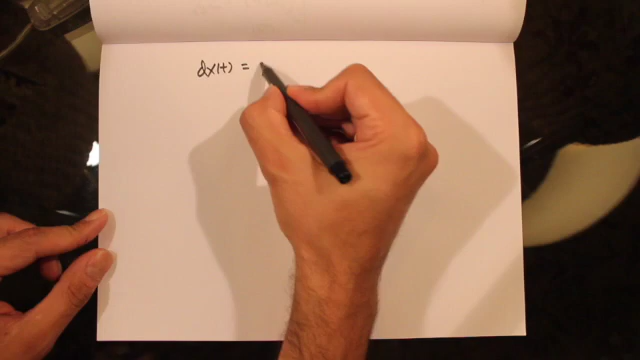 dx(t) =